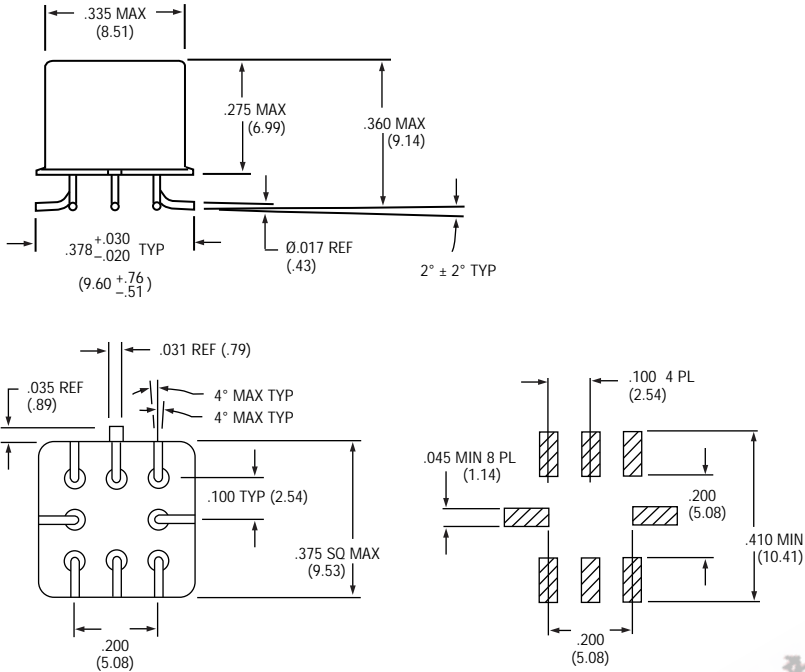 .335 MAX
(8.51)
.275 MAX
(6.99)
.360 MAX
(9.14)
.378 +.030 –.020 TYP
(9.60 +.76 –.51)
Ø.017 REF
(.43)
2° ± 2° TYP
.031 REF (.79)
.035 REF
(.89)
4° MAX TYP
4° MAX TYP
.100 TYP (2.54)
.375 SQ MAX
(9.53)
.200
(5.08)
.100 4 PL
(2.54)
.045 MIN 8 PL
(1.14)
.200
(5.08)
.410 MIN
(10.41)
.200
(5.08)